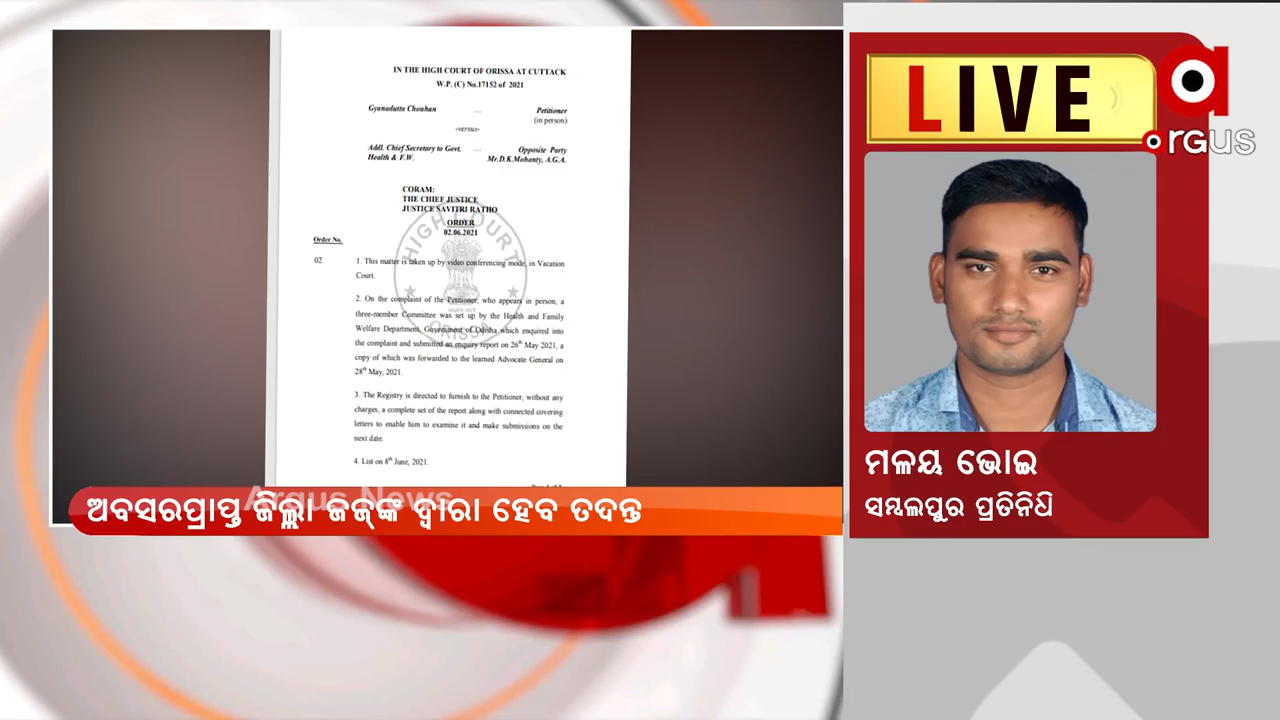 IN THE HIGH COURT OF ORISSA AT CUTTACK
W.P. (C) No.17152 of 2021
Gyanadutta Chouhan .... Petitioner
(in person)
-versus-
Addl. Chief Secretary to Govt. .... Opposite Party
Health & F.W. Mr.D.K.Mohanty, A.G.A.
CORAM:
THE CHIEF JUSTICE
JUSTICE SAVITRI RATHO
ORDER
02.06.2021
Order No.
02. 1. This matter is taken up by video conferencing mode, in Vacation
Court.
2. On the complaint of the Petitioner, who appears in person, a
three-member Committee was set up by the Health and Family
Welfare Department, Government of Odisha which enquired into
the complaint and submitted an enquiry report on 26th May 2021, a
copy of which was forwarded to the learned Advocate General on
28th May, 2021.
3. The Registry is directed to furnish to the Petitioner, without any
charges, a complete set of the report along with connected covering
letters to enable him to examine it and make submissions on the
next date.
4. List on 8th June, 2021.
HIGH COURT
ORISSA
Argus News
ଅବସରପ୍ରାପ୍ତ ଜିଲ୍ଲା ଜଜ୍‌ଙ୍କ ଦ୍ୱାରା ହେବ ତଦନ୍ତ
LIVE
a
argus
ମଳୟ ଭୋଇ
ସମ୍ବଲପୁର ପ୍ରତିନିଧି